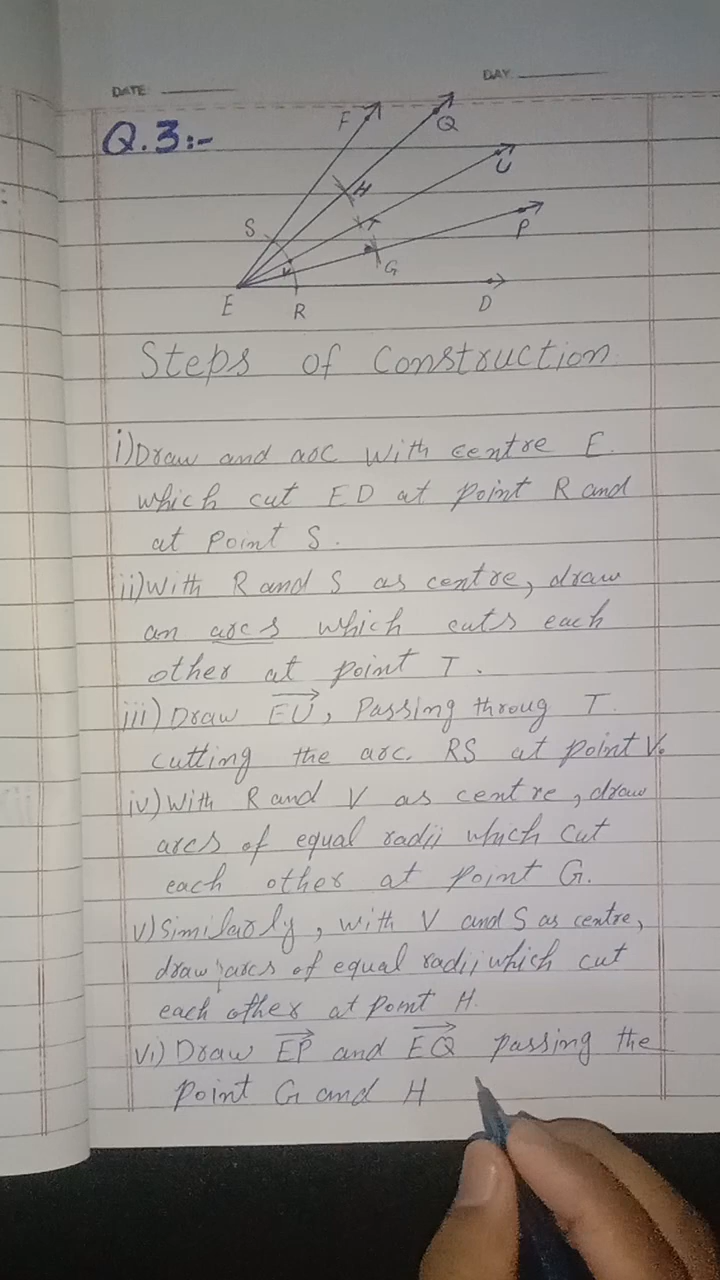 DATE
DAY
Q.3:-
F
Q
H
U
S
T
P
V
G
E
R
D
Steps of Construction
i) Draw and arc With centre E.
which cut ED at point R and
at point S.
ii) With R and S as centre, draw
an arcs which cuts each
other at point T.
iii) Draw EU, Passing throug T.
cutting the arc. RS at point V.
iv) With R and V as centre, draw
arcs of equal radii which cut
each other at point G.
v) Similarly, with V and S as centre,
draw arcs of equal radii which cut
each other at point H.
vi) Draw EP and EQ passing the
point G and H